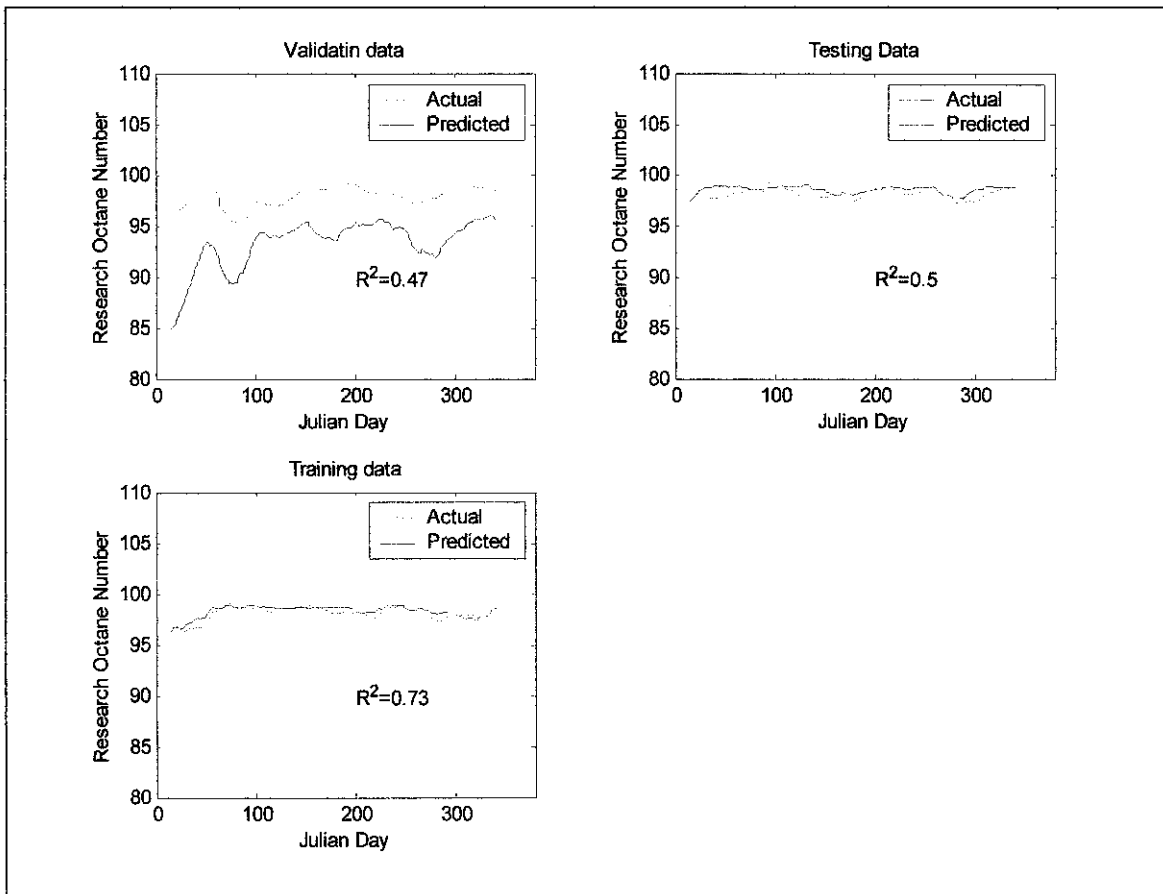 Validatin data
110
105
100
95
90
85
80
0
100
200
300
Research Octane Number
Julian Day
Actual
Predicted
R²=0.47
Testing Data
110
105
100
95
90
85
80
0
100
200
300
Research Octane Number
Julian Day
Actual
Predicted
R²=0.5
Training data
110
105
100
95
90
85
80
0
100
200
300
Research Octane Number
Julian Day
Actual
Predicted
R²=0.73